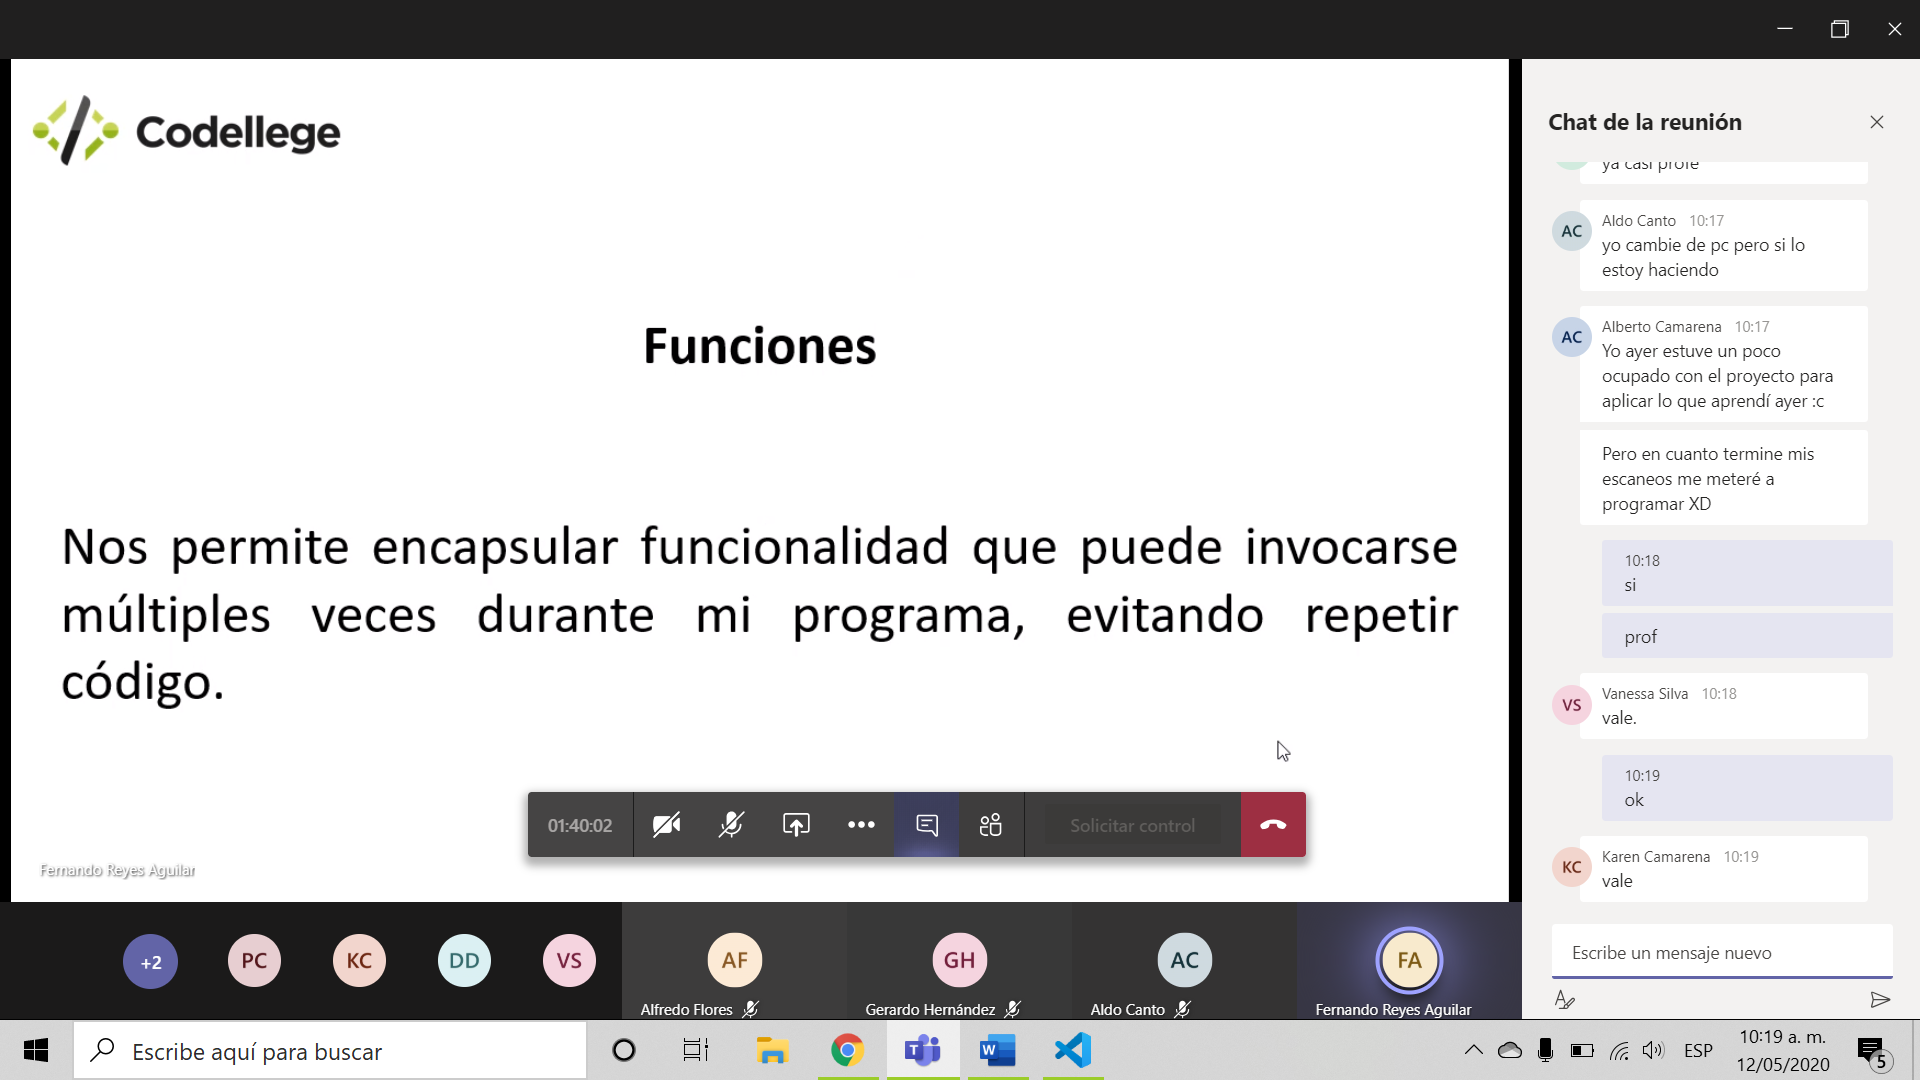 Codellege
Funciones
Nos permite encapsular funcionalidad que puede invocarse
múltiples veces durante mi programa, evitando repetir
código.
01:40:02
Solicitar control
Fernando Reyes Aguilar
+2
PC
KC
DD
VS
AF
Alfredo Flores
GH
Gerardo Hernández
AC
Aldo Canto
FA
Fernando Reyes Aguilar
Chat de la reunión
ya casi profe
AC
Aldo Canto 10:17
yo cambie de pc pero si lo
estoy haciendo
AC
Alberto Camarena 10:17
Yo ayer estuve un poco
ocupado con el proyecto para
aplicar lo que aprendí ayer :c
Pero en cuanto termine mis
escaneos me meteré a
programar XD
10:18
si
prof
VS
Vanessa Silva 10:18
vale.
10:19
ok
KC
Karen Camarena 10:19
vale
Escribe un mensaje nuevo
Escribe aquí para buscar
ESP
10:19 a. m.
12/05/2020
5